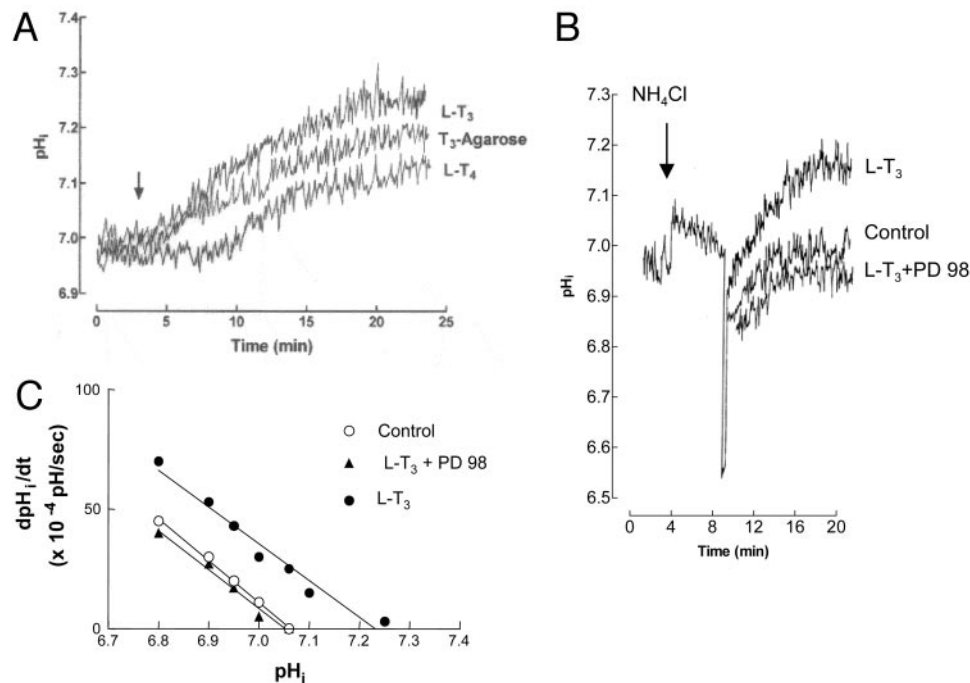 A
7.4
7.3
7.2
7.1
7.0
6.9
pHi
L-T3
T3-Agarose
L-T4
0 5 10 15 20 25
Time (min)
B
NH4Cl
7.3
7.2
7.1
7.0
6.9
6.8
6.7
6.6
6.5
pHi
L-T3
Control
L-T3+PD 98
0 4 8 12 16 20
Time (min)
C
100
50
0
dpHi/dt
(x 10-4 pH/sec)
Control
L-T3 + PD 98
L-T3
6.7 6.8 6.9 7.0 7.1 7.2 7.3 7.4
pHi